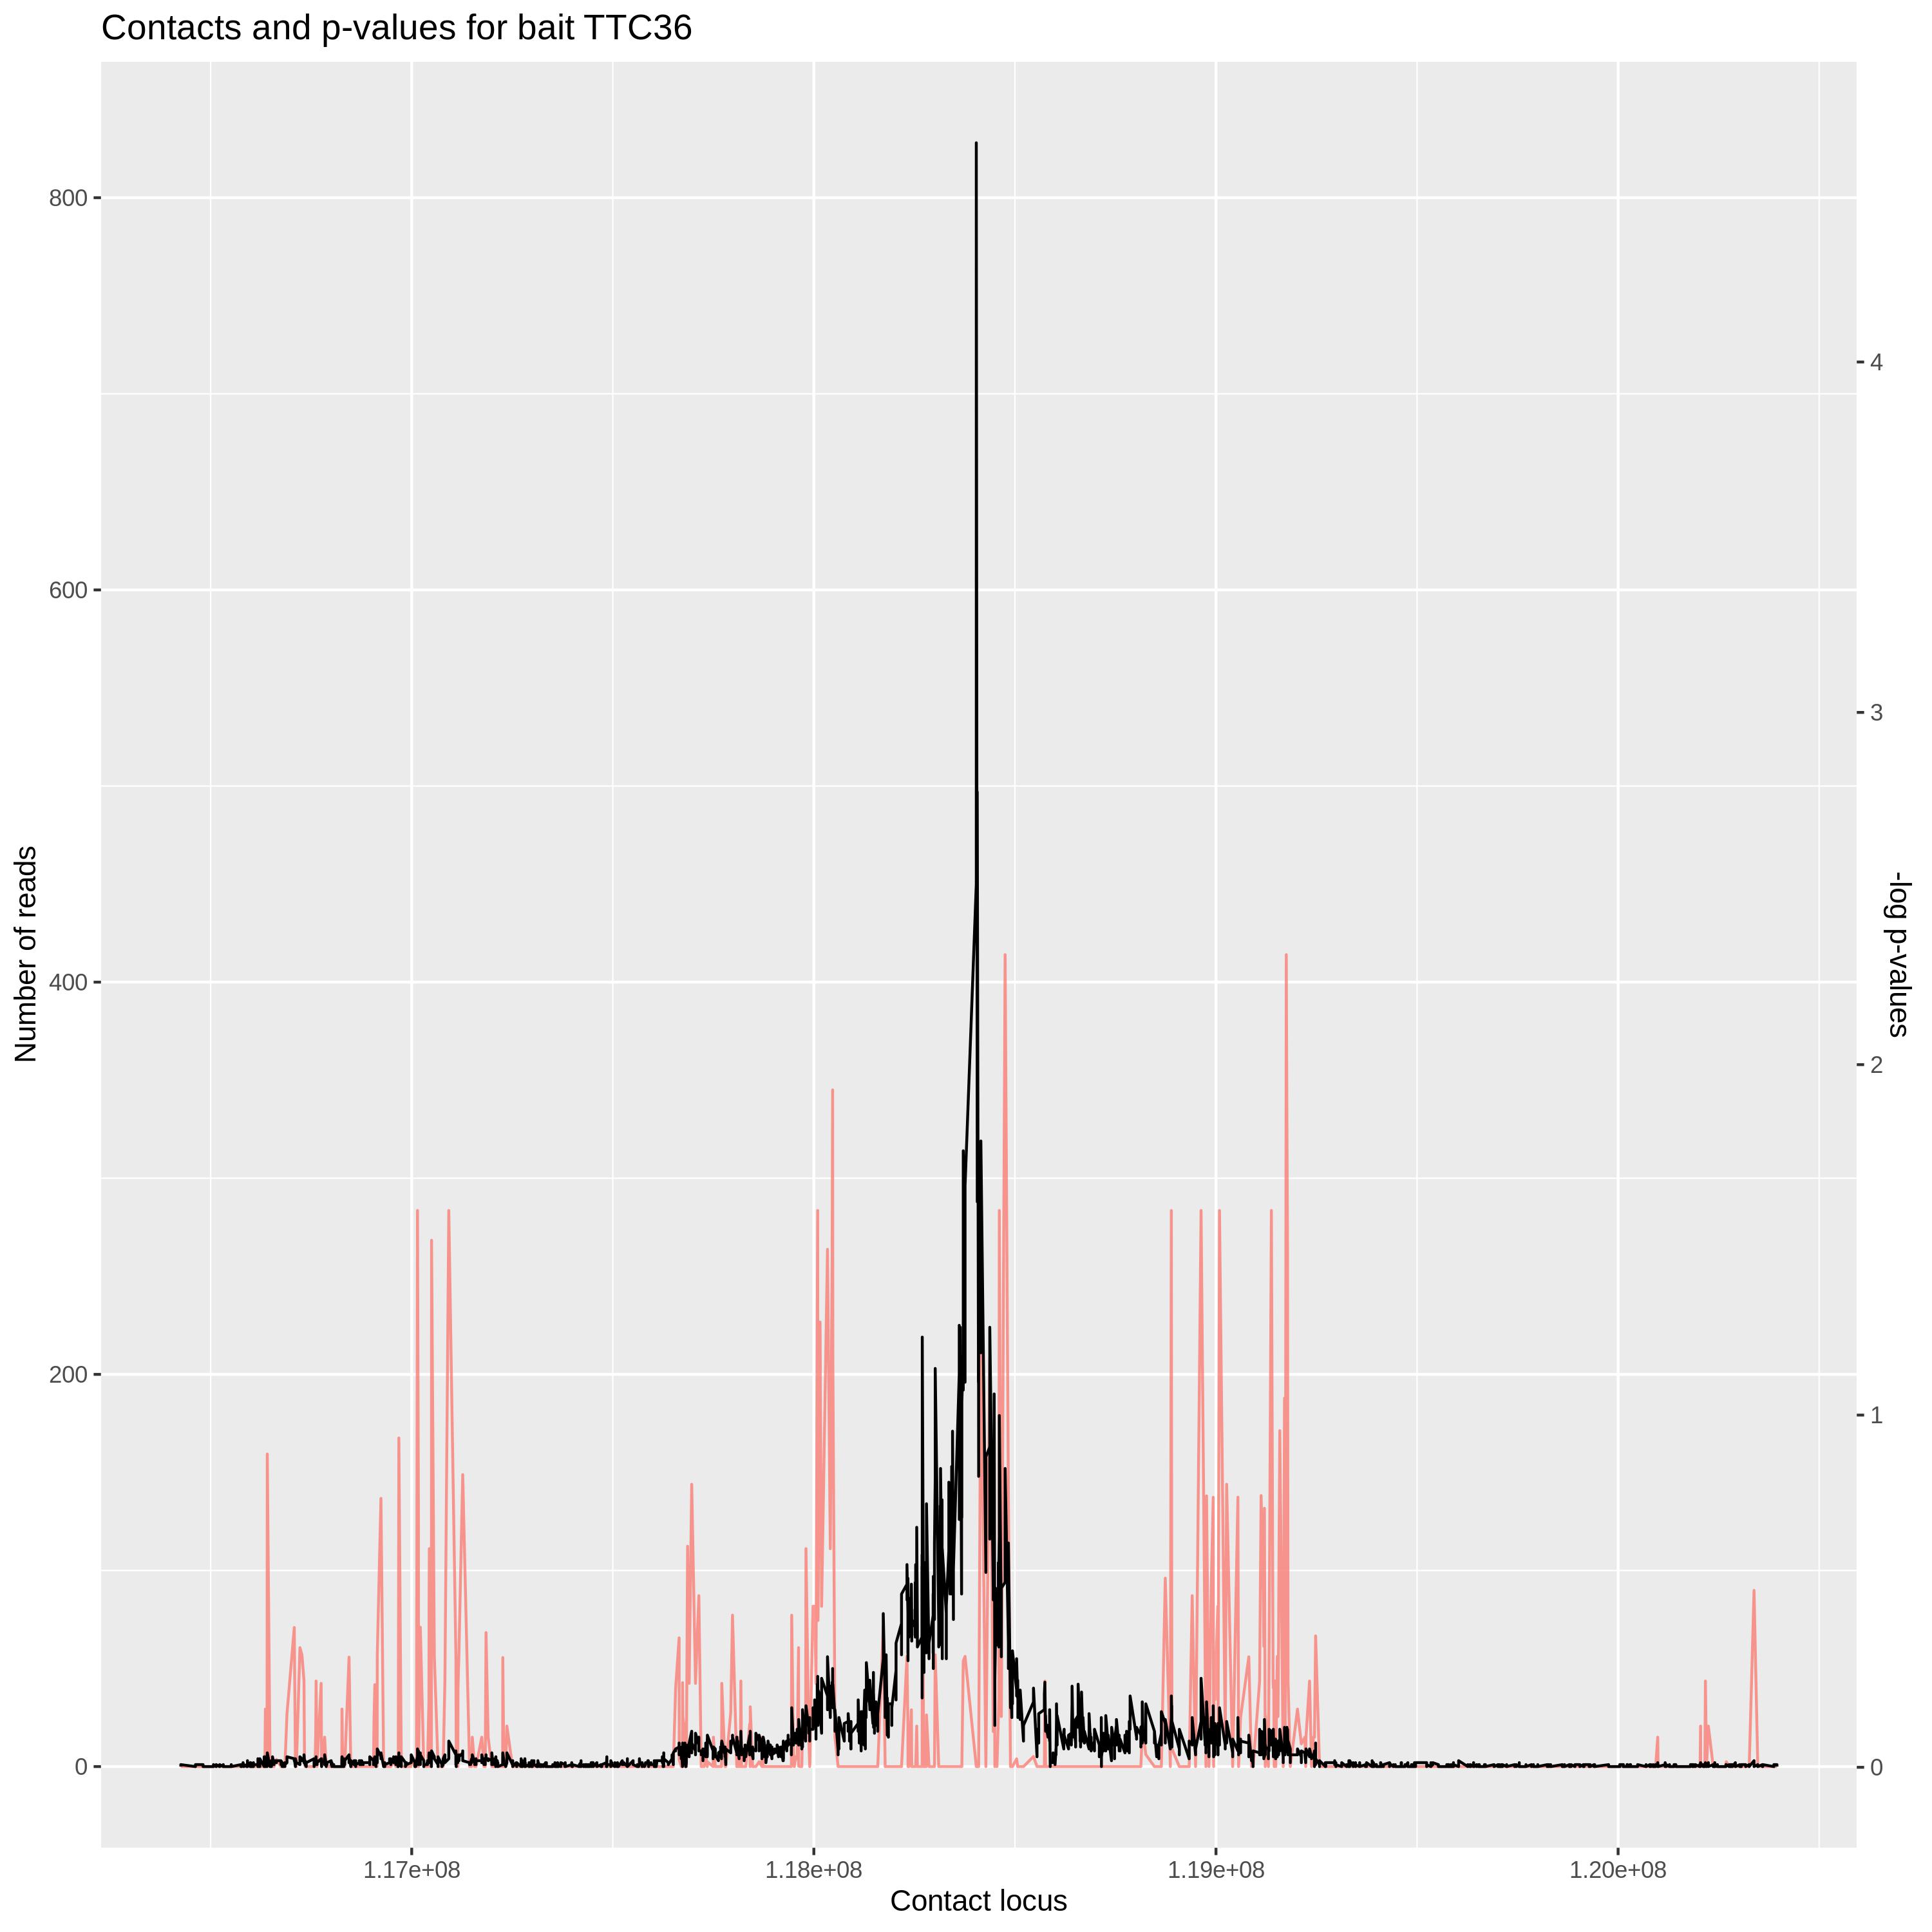 Contacts and p-values for bait TTC36
Number of reads
800
600
400
200
0
4
3
2
1
0
-log p-values
1.17e+08
1.18e+08
1.19e+08
1.20e+08
Contact locus